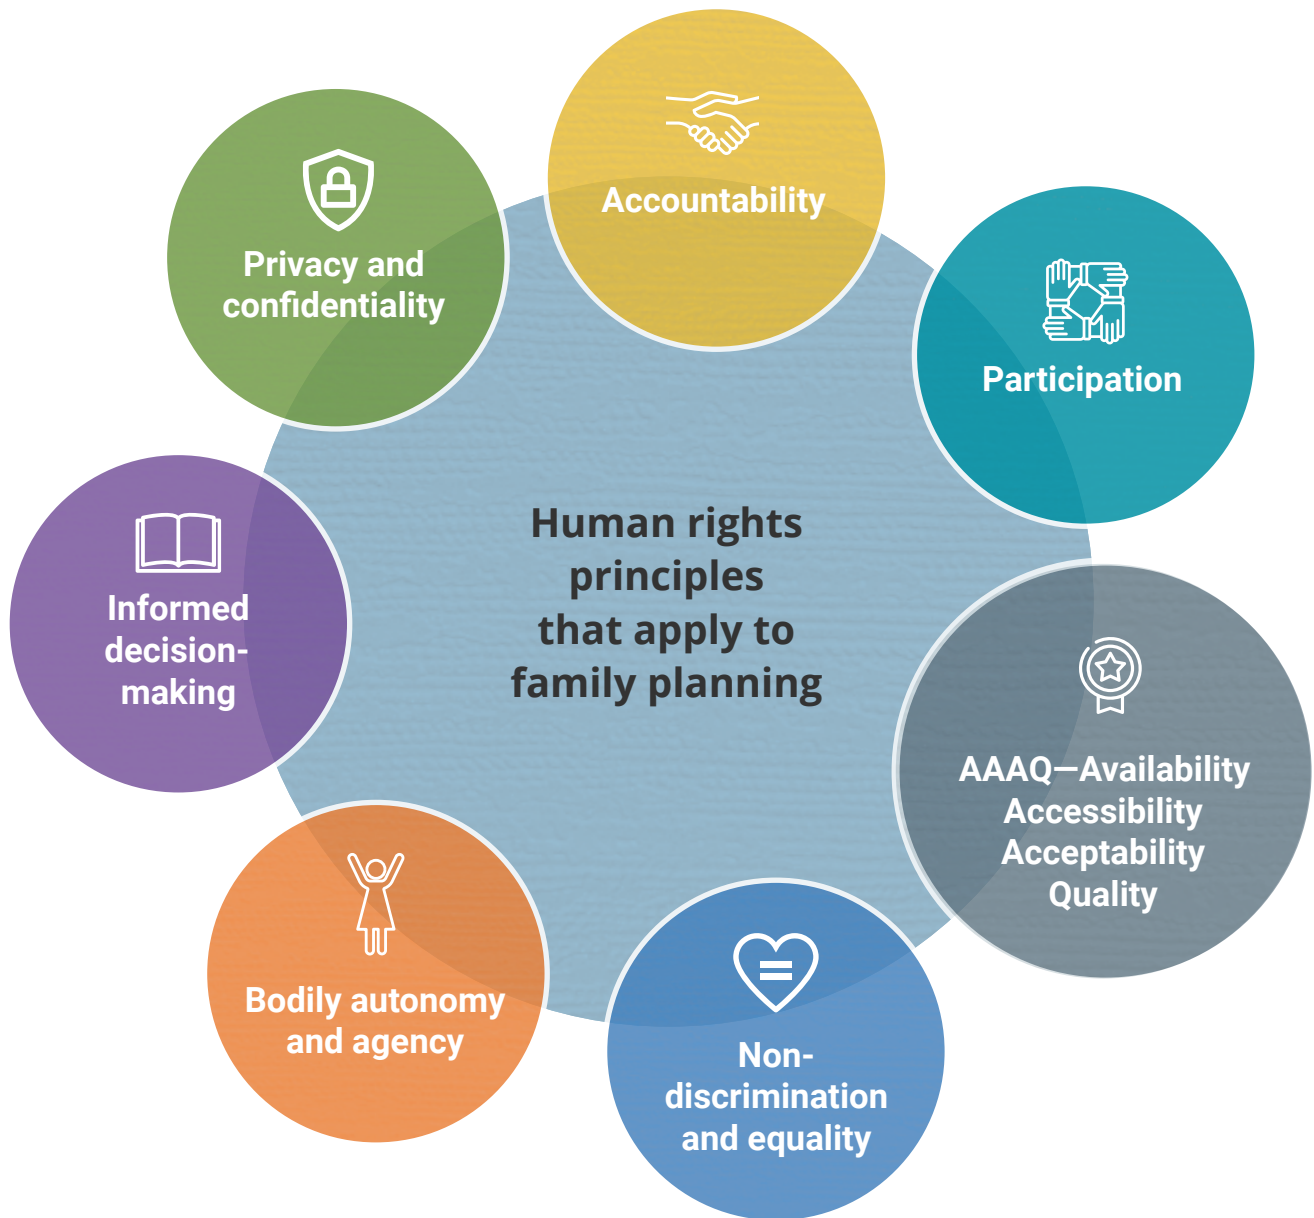 Accountability
Privacy and
confidentiality
Participation
Human rights
principles
that apply to
family planning
Informed
decision-
making
AAAQ—Availability
Accessibility
Acceptability
Quality
Bodily autonomy
and agency
Non-
discrimination
and equality